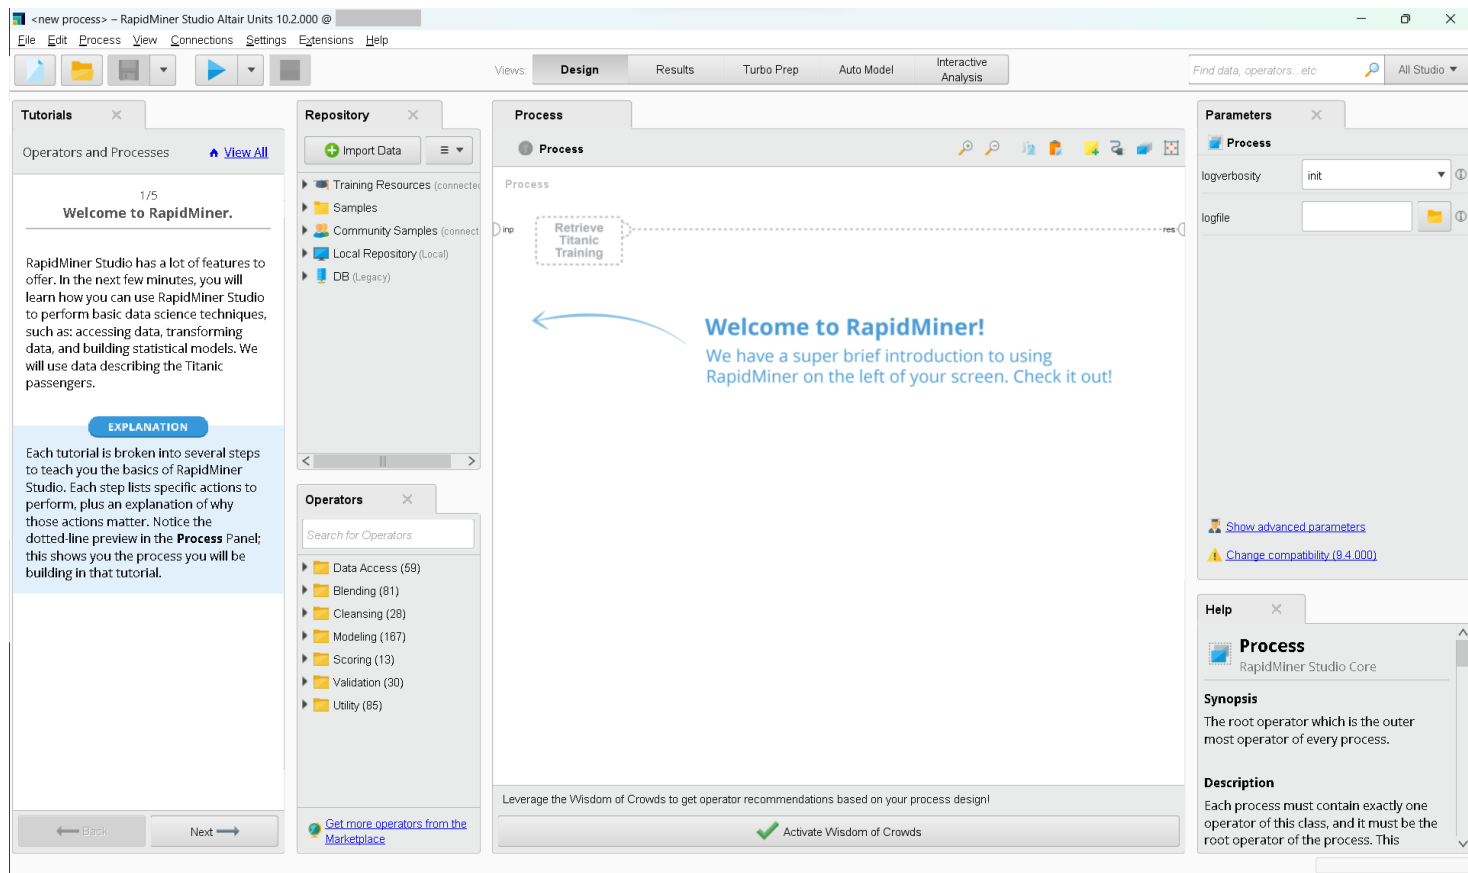 <new process> – RapidMiner Studio Altair Units 10.2.000 @
File Edit Process View Connections Settings Extensions Help
Views: Design Results Turbo Prep Auto Model Interactive Analysis
Find data, operators...etc All Studio
Tutorials
Operators and Processes View All
1/5
Welcome to RapidMiner.
RapidMiner Studio has a lot of features to
offer. In the next few minutes, you will
learn how you can use RapidMiner Studio
to perform basic data science techniques,
such as: accessing data, transforming
data, and building statistical models. We
will use data describing the Titanic
passengers.
EXPLANATION
Each tutorial is broken into several steps
to teach you the basics of RapidMiner
Studio. Each step lists specific actions to
perform, plus an explanation of why
those actions matter. Notice the
dotted-line preview in the Process Panel;
this shows you the process you will be
building in that tutorial.
Back Next
Repository
Import Data
Training Resources (connected
Samples
Community Samples (connect
Local Repository (Local)
DB (Legacy)
Operators
Search for Operators
Data Access (59)
Blending (81)
Cleansing (28)
Modeling (167)
Scoring (13)
Validation (30)
Utility (85)
Get more operators from the
Marketplace
Process
Process
Process
inp
Retrieve
Titanic
Training
res
Welcome to RapidMiner!
We have a super brief introduction to using
RapidMiner on the left of your screen. Check it out!
Leverage the Wisdom of Crowds to get operator recommendations based on your process design!
Activate Wisdom of Crowds
Parameters
Process
logverbosity init
logfile
Show advanced parameters
Change compatibility (9.4.000)
Help
Process
RapidMiner Studio Core
Synopsis
The root operator which is the outer
most operator of every process.
Description
Each process must contain exactly one
operator of this class, and it must be the
root operator of the process. This